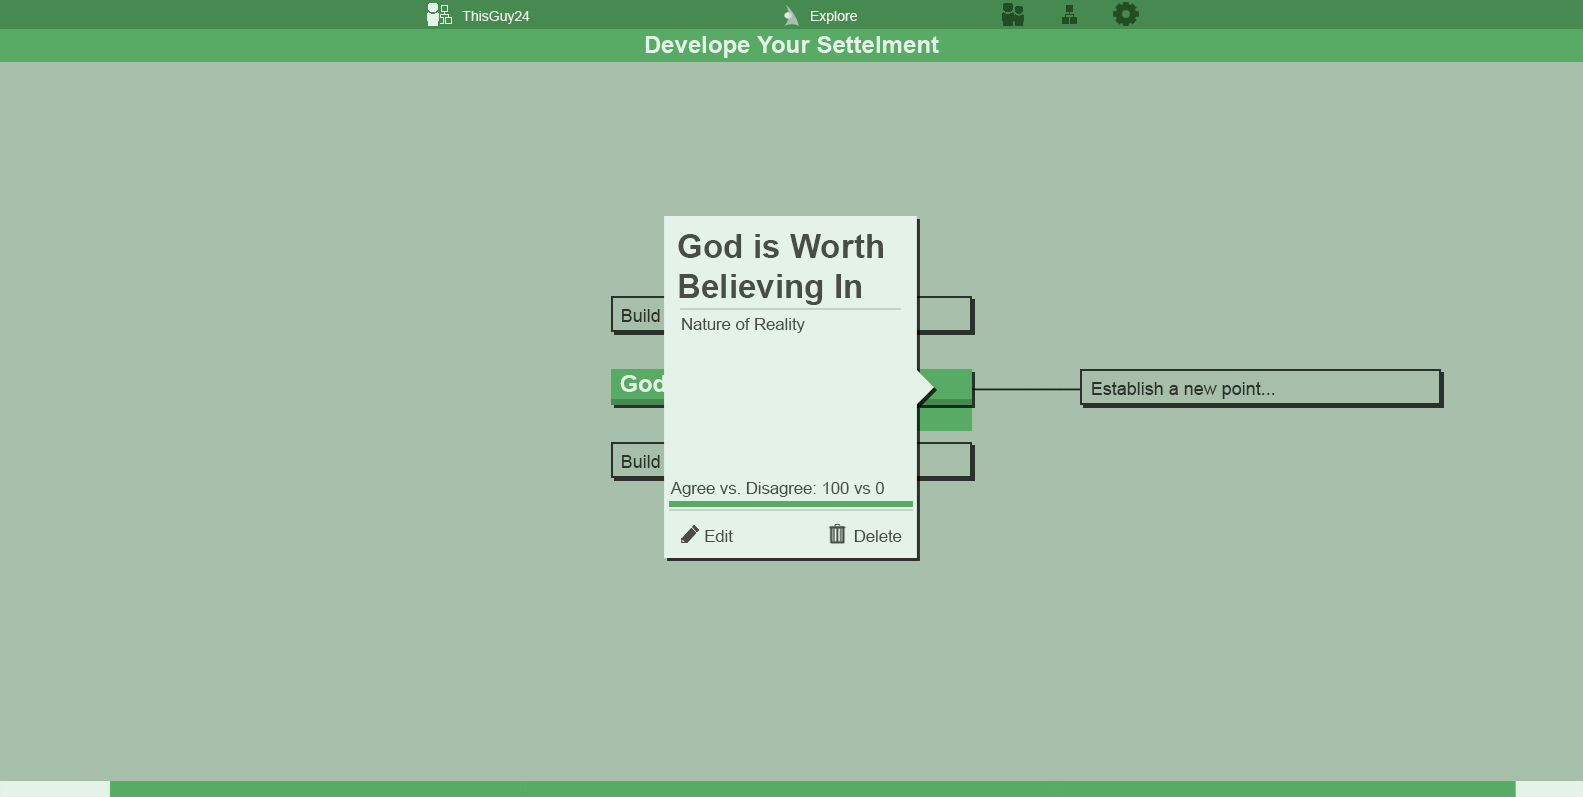 ThisGuy24
Explore
Develope Your Settelment
God is Worth
Believing In
Nature of Reality
Build
God
Establish a new point...
Build
Agree vs. Disagree: 100 vs 0
Edit
Delete